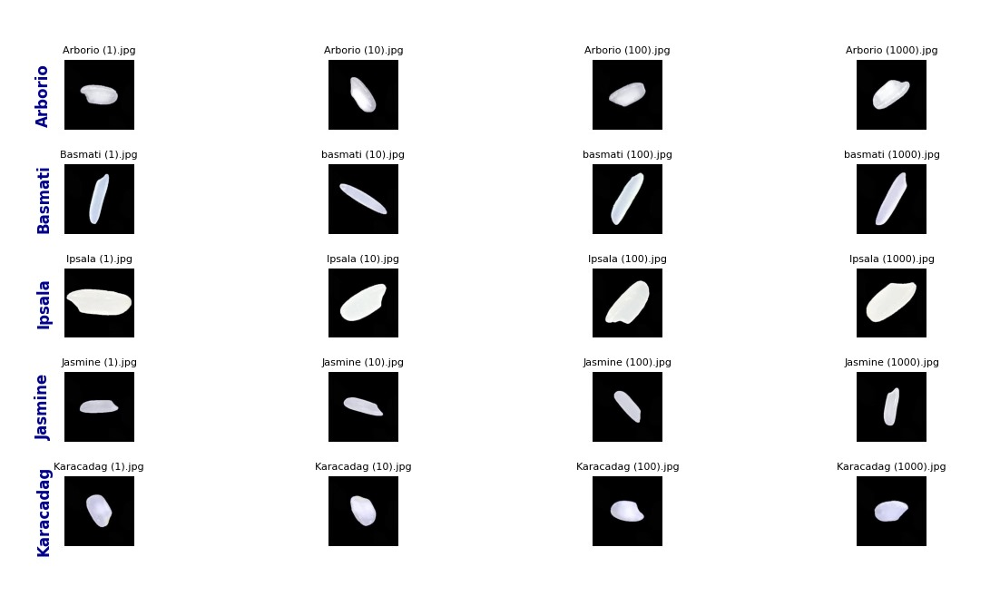 Arborio
Arborio (1).jpg
Arborio (10).jpg
Arborio (100).jpg
Arborio (1000).jpg
Basmati
Basmati (1).jpg
basmati (10).jpg
basmati (100).jpg
basmati (1000).jpg
Ipsala
Ipsala (1).jpg
Ipsala (10).jpg
Ipsala (100).jpg
Ipsala (1000).jpg
Jasmine
Jasmine (1).jpg
Jasmine (10).jpg
Jasmine (100).jpg
Jasmine (1000).jpg
Karacadag
Karacadag (1).jpg
Karacadag (10).jpg
Karacadag (100).jpg
Karacadag (1000).jpg